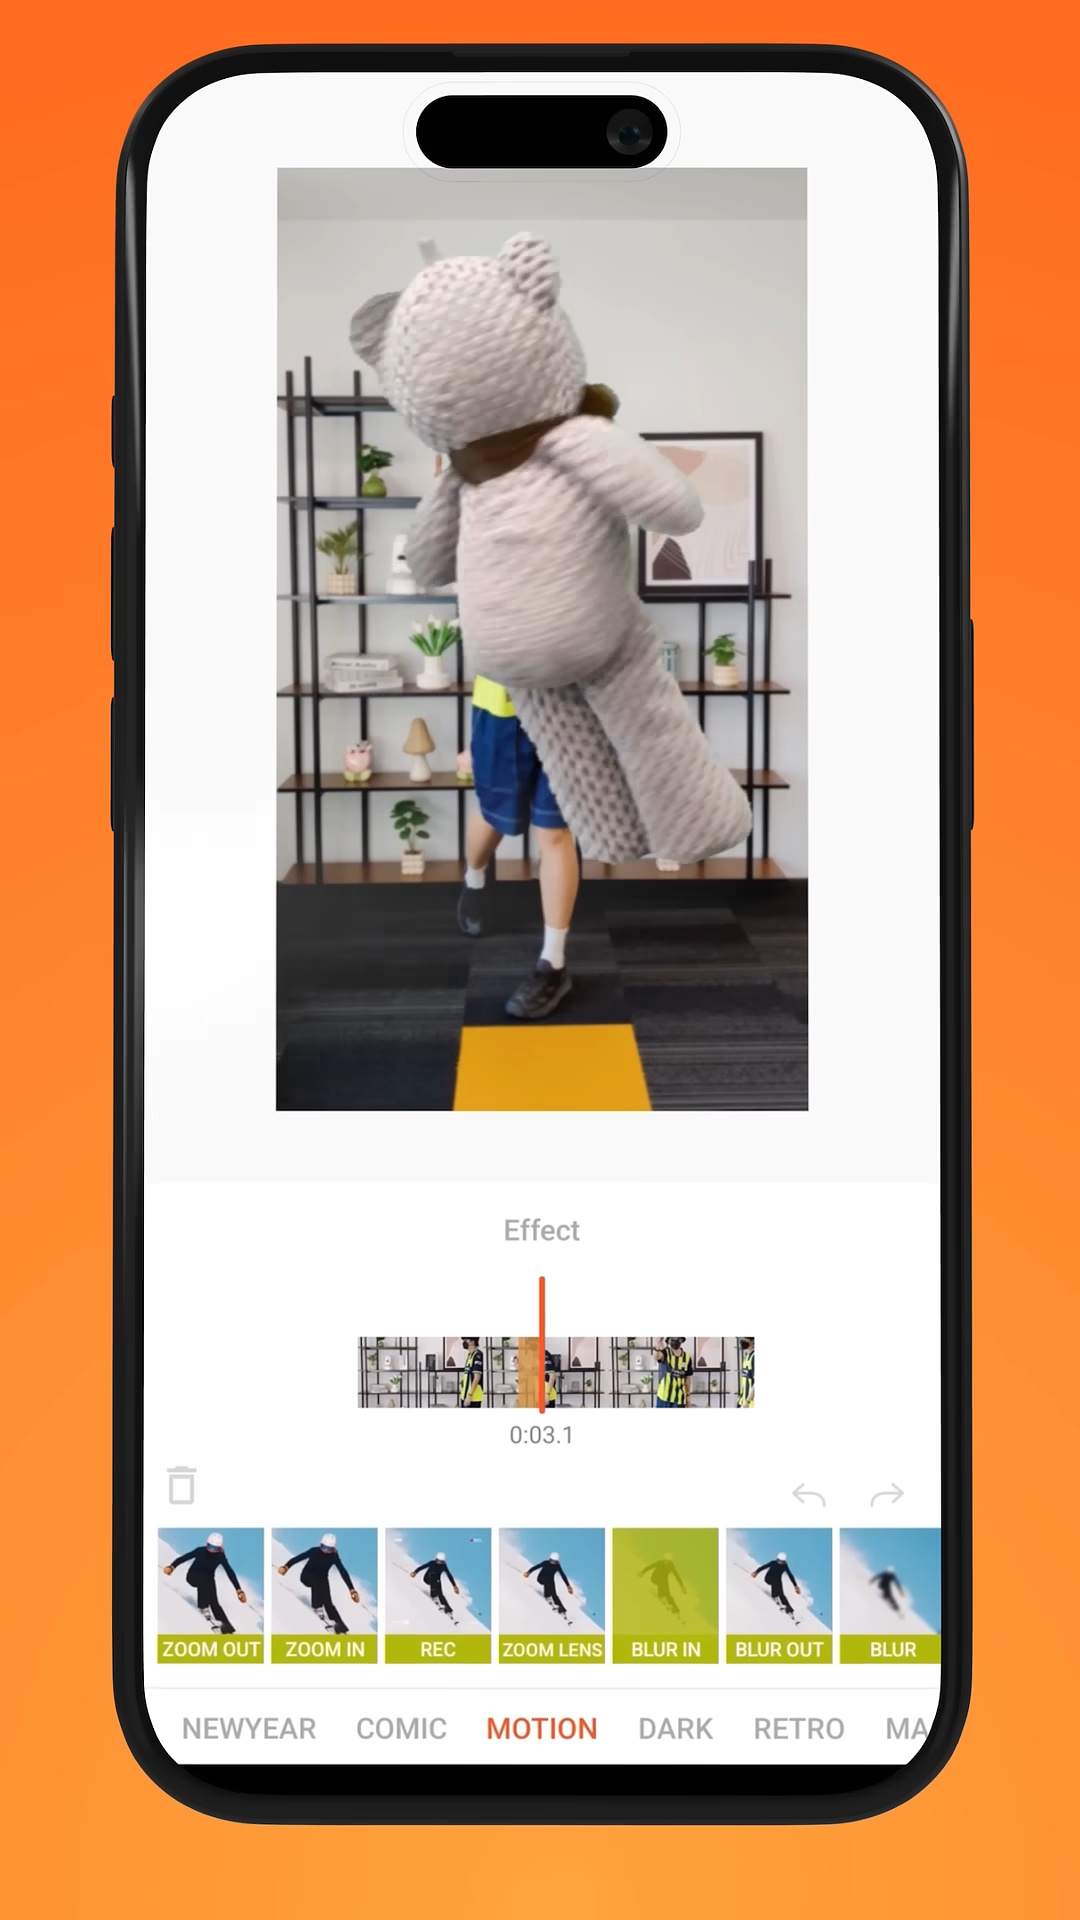 Effect
0:03.1
ZOOM OUT
ZOOM IN
REC
ZOOM LENS
BLUR IN
BLUR OUT
BLUR
NEWYEAR
COMIC
MOTION
DARK
RETRO
MA